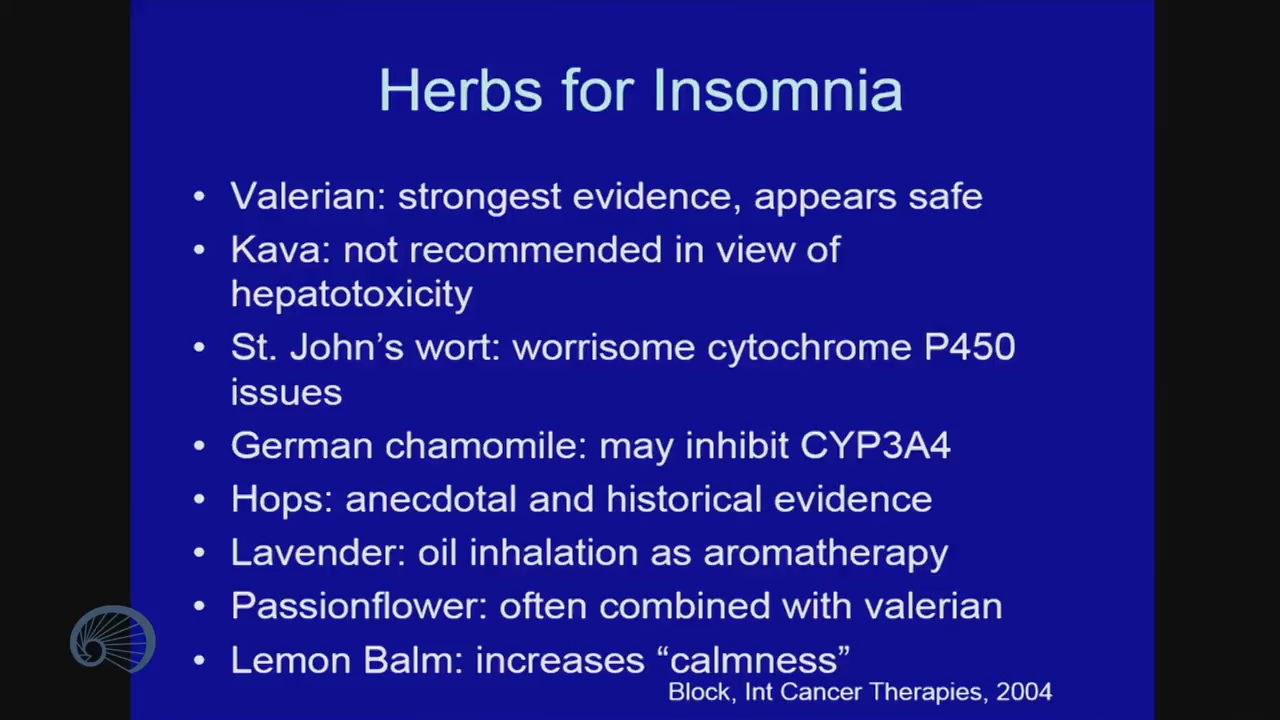 Herbs for Insomnia
• Valerian: strongest evidence, appears safe
• Kava: not recommended in view of
hepatotoxicity
• St. John’s wort: worrisome cytochrome P450
issues
• German chamomile: may inhibit CYP3A4
• Hops: anecdotal and historical evidence
• Lavender: oil inhalation as aromatherapy
• Passionflower: often combined with valerian
• Lemon Balm: increases “calmness”
Block, Int Cancer Therapies, 2004